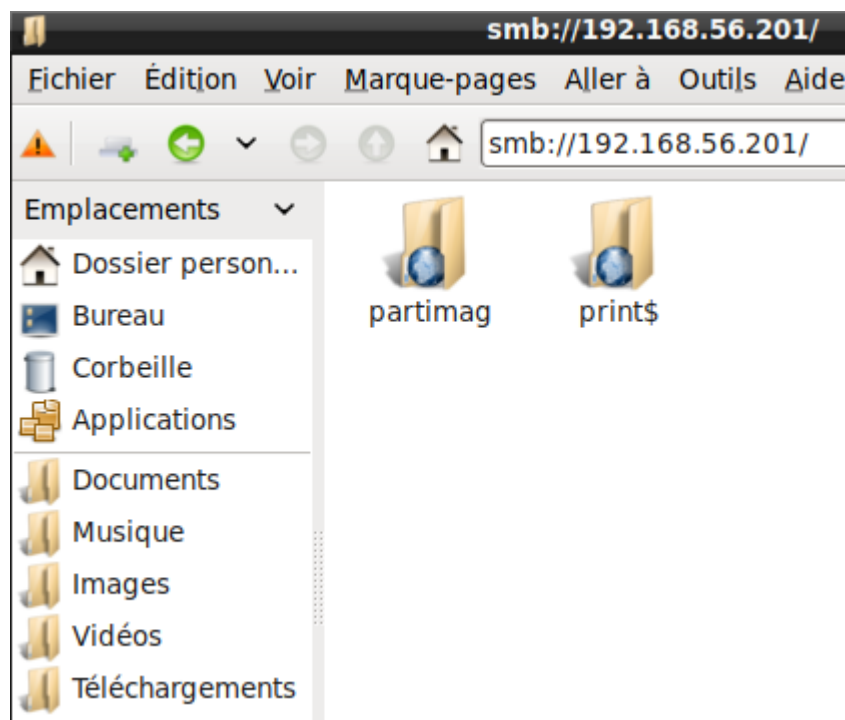 smb://192.168.56.201/
Fichier Édition Voir Marque-pages Aller à Outils Aide
smb://192.168.56.201/
Emplacements
Dossier person...
Bureau
Corbeille
Applications
Documents
Musique
Images
Vidéos
Téléchargements
partimag print$